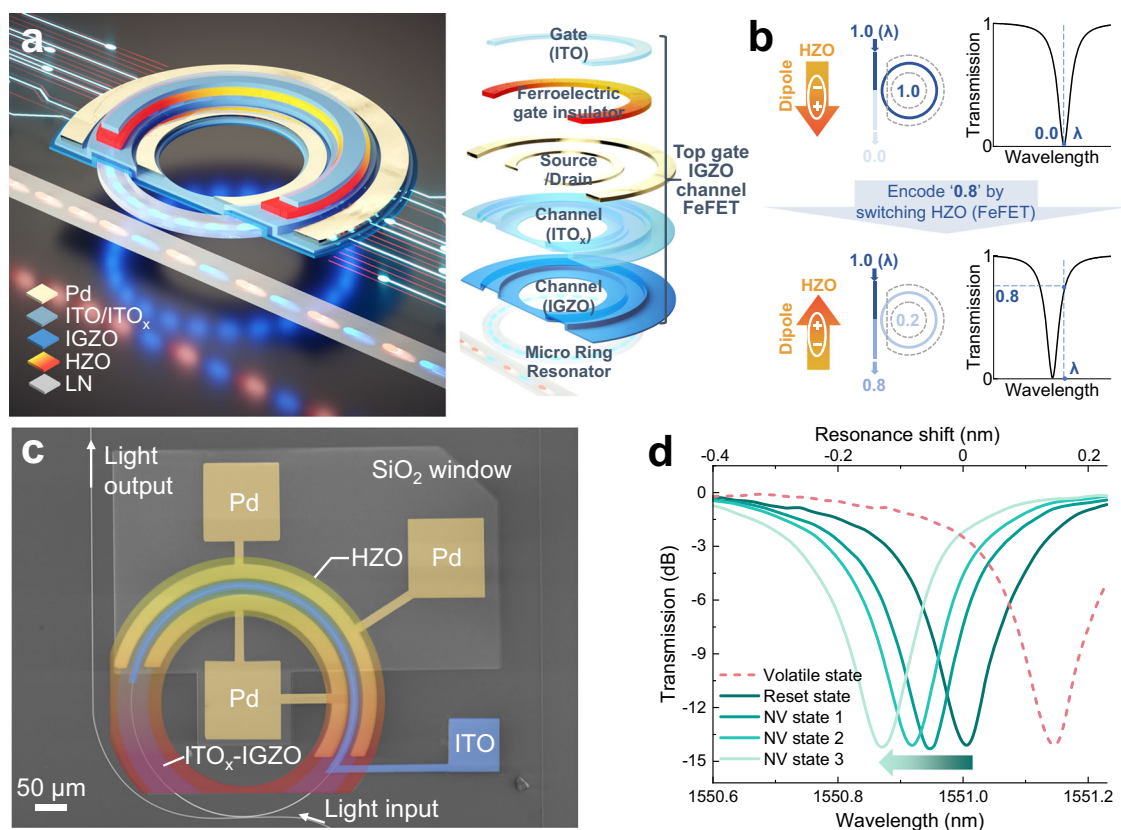 a
Pd
ITO/ITOₓ
IGZO
HZO
LN
Gate
(ITO)
Ferroelectric
gate insulator
Source
/Drain
Channel
(ITOₓ)
Channel
(IGZO)
Micro Ring
Resonator
Top gate
IGZO
channel
FeFET
b
HZO
Dipole
−
+
1.0 (λ)
1.0
0.0
Transmission
1
0
0.0
λ
Wavelength
Encode ‘0.8’ by
switching HZO (FeFET)
HZO
Dipole
+
−
1.0 (λ)
0.2
0.8
Transmission
1
0.8
0
λ
Wavelength
c
Light
output
SiO₂ window
Pd
Pd
HZO
Pd
ITO
ITOₓ-IGZO
50 µm
Light input
d
Resonance shift (nm)
-0.4 -0.2 0 0.2
Transmission (dB)
0
-3
-6
-9
-12
-15
Volatile state
Reset state
NV state 1
NV state 2
NV state 3
1550.6 1550.8 1551.0 1551.2
Wavelength (nm)